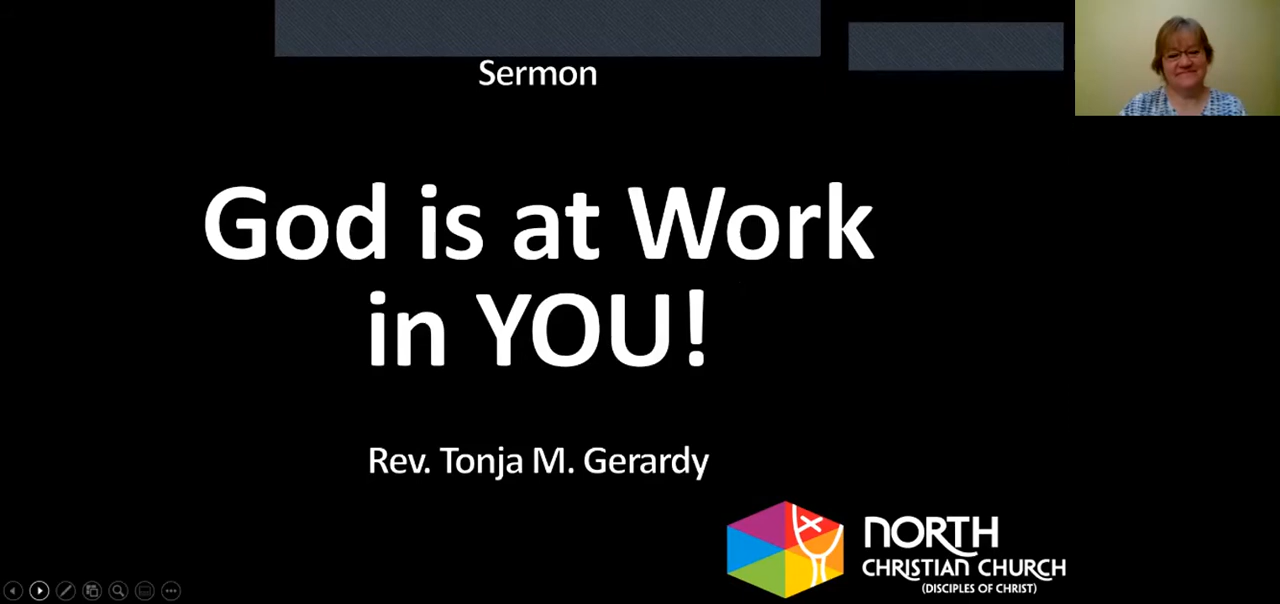 Sermon
God is at Work
in YOU!
Rev. Tonja M. Gerardy
NORTH
CHRISTIAN CHURCH
(DISCIPLES OF CHRIST)